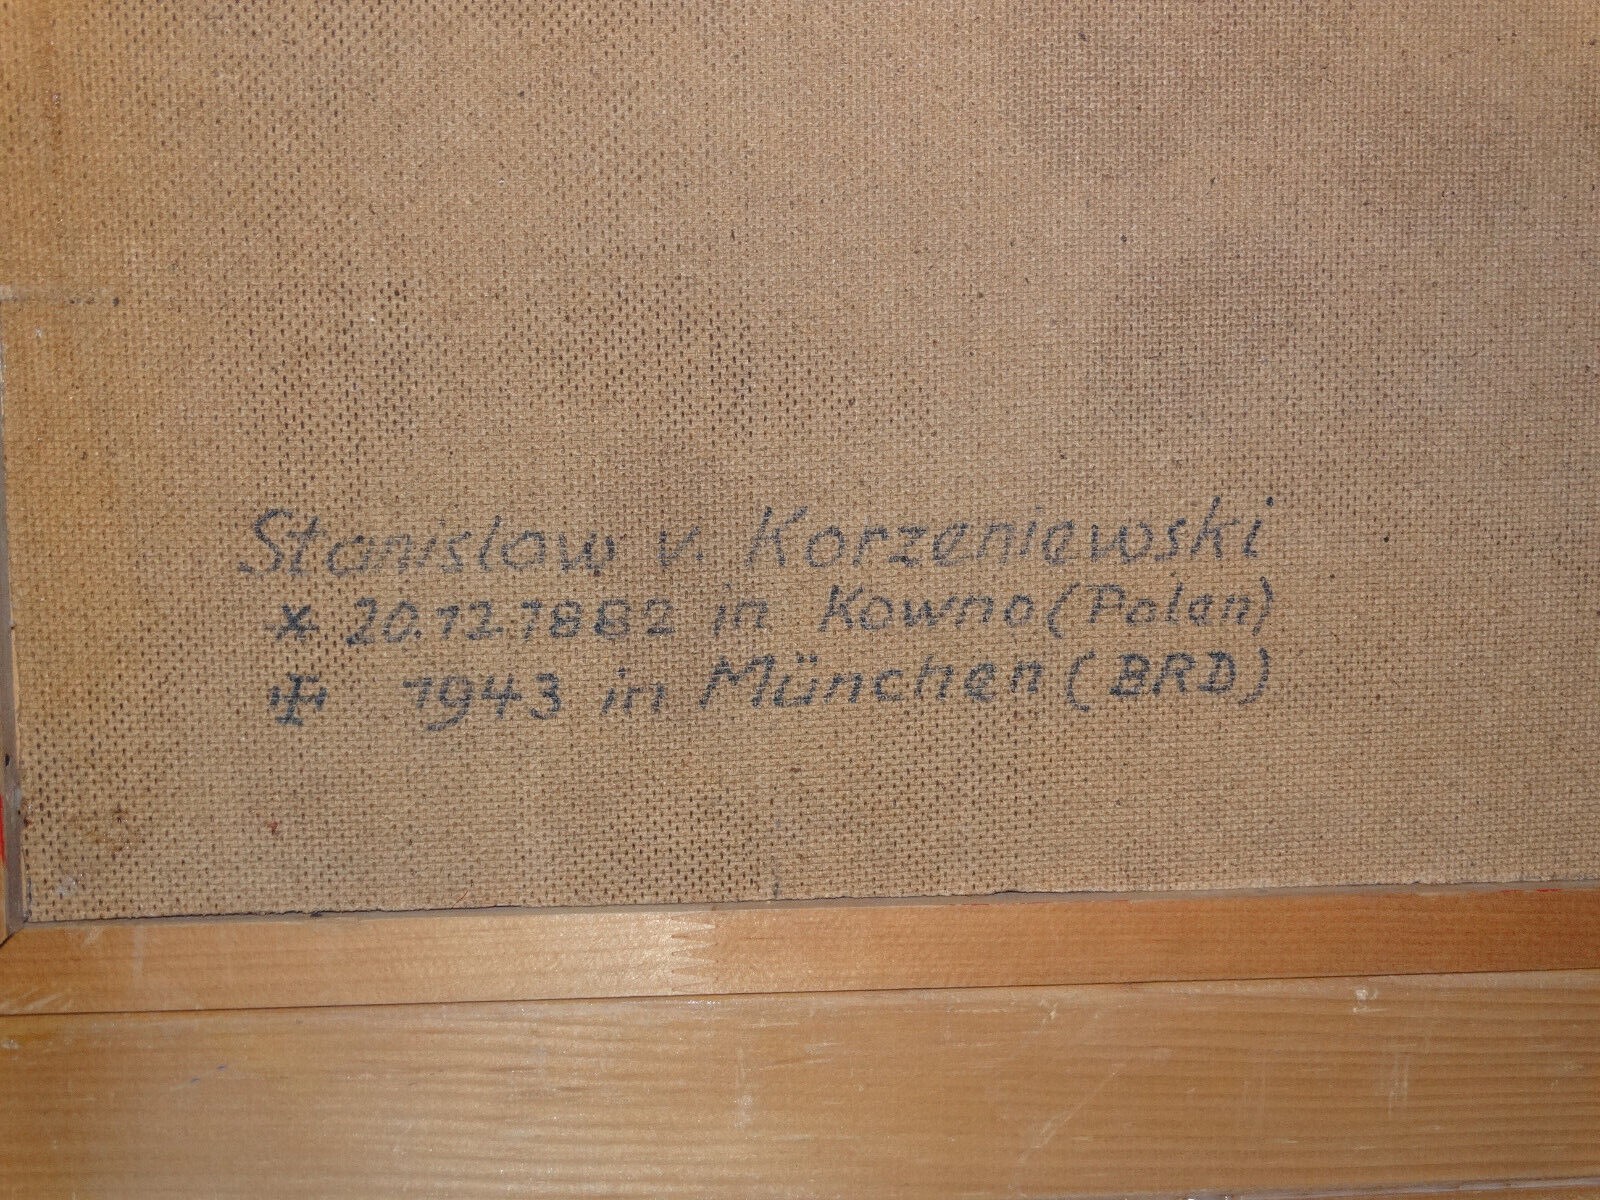 Stanislaw v. Korzeniewski
* 20.12.1882 in Kowno (Polen)
✠ 1943 in München (BRD)